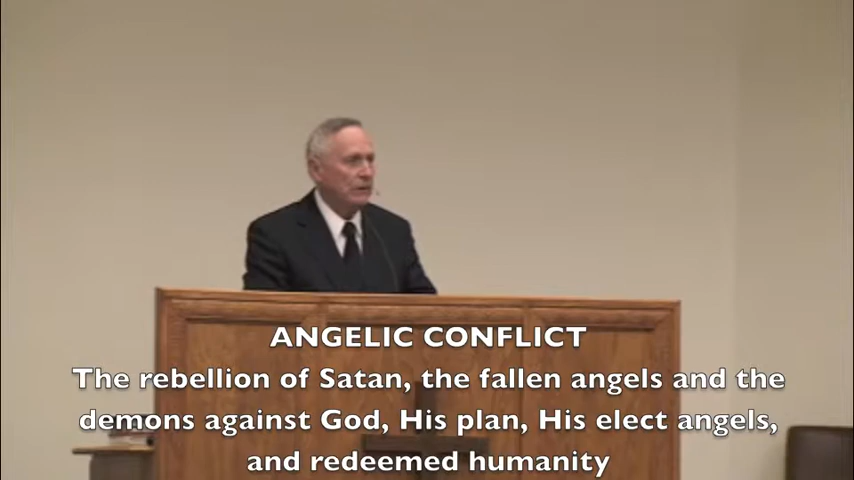 ANGELIC CONFLICT
The rebellion of Satan, the fallen angels and the
demons against God, His plan, His elect angels,
and redeemed humanity